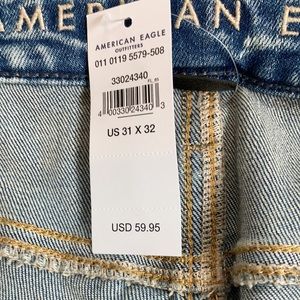 AMERICAN E
AMERICAN EAGLE
OUTFITTERS
011 0119 5579-508
33024340
4 00330 24340 3
US 31 X 32
USD 59.95